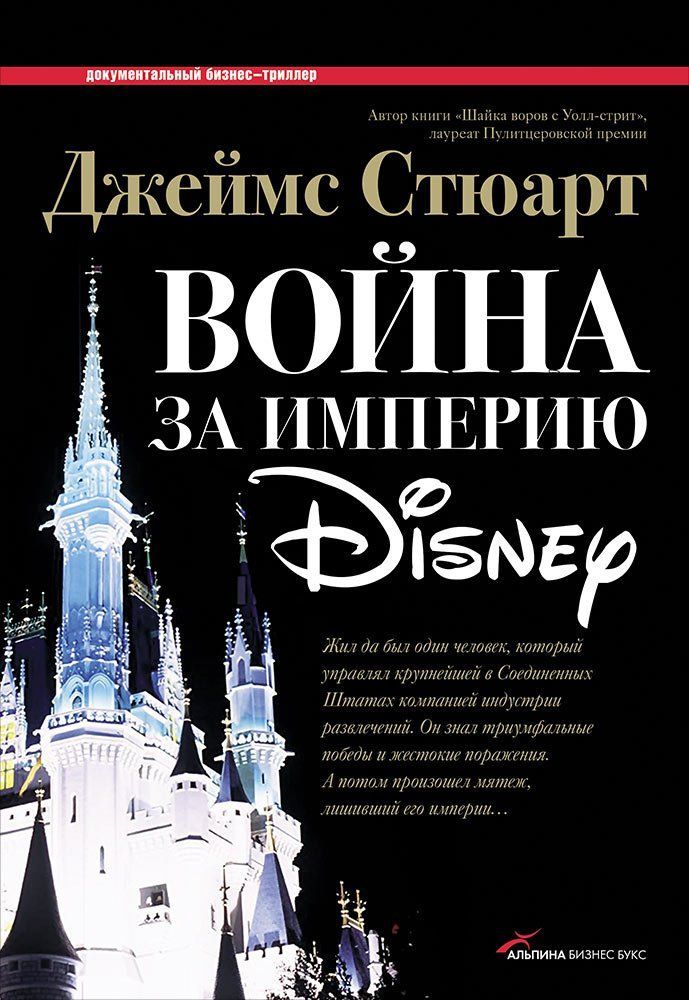 документальный бизнес–триллер
Автор книги «Шайка воров с Уолл-стрит»,
лауреат Пулитцеровской премии
Джеймс Стюарт
ВОЙНА
ЗА ИМПЕРИЮ
Disney
Жил да был один человек, который
управлял крупнейшей в Соединенных
Штатах компанией индустрии
развлечений. Он знал триумфальные
победы и жестокие поражения.
А потом произошел мятеж,
лишивший его империи…
АЛЬПИНА БИЗНЕС БУКС